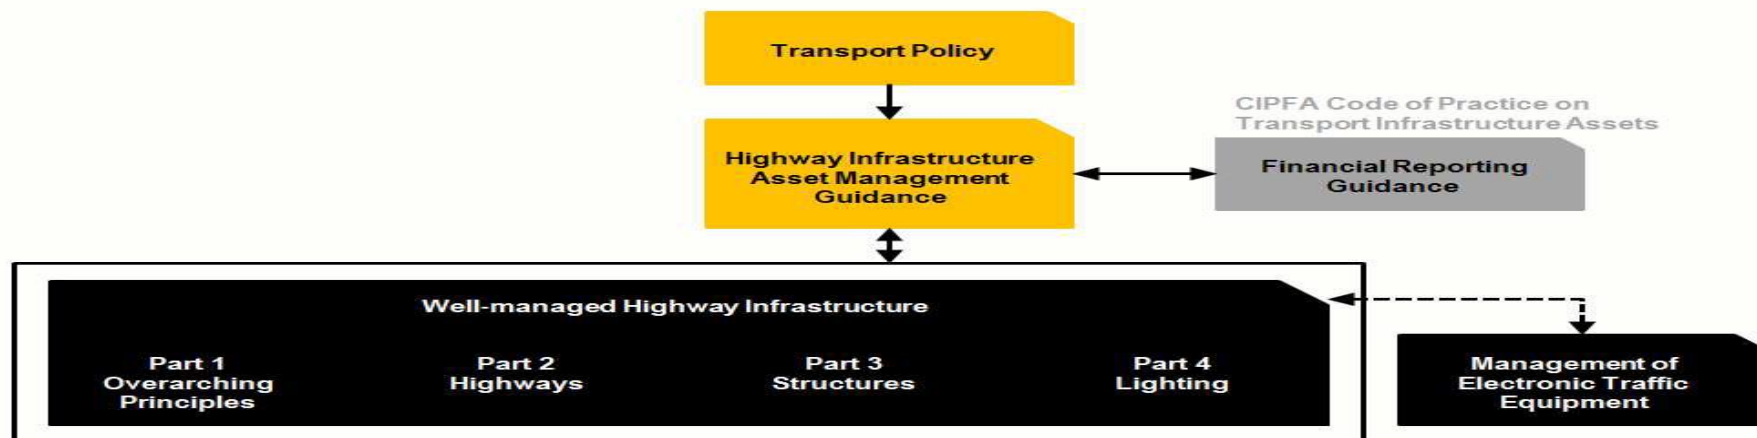 Transport Policy
CIPFA Code of Practice on
Transport Infrastructure Assets
Highway Infrastructure
Asset Management
Guidance
Financial Reporting
Guidance
Well-managed Highway Infrastructure
Part 1
Overarching
Principles
Part 2
Highways
Part 3
Structures
Part 4
Lighting
Management of
Electronic Traffic
Equipment